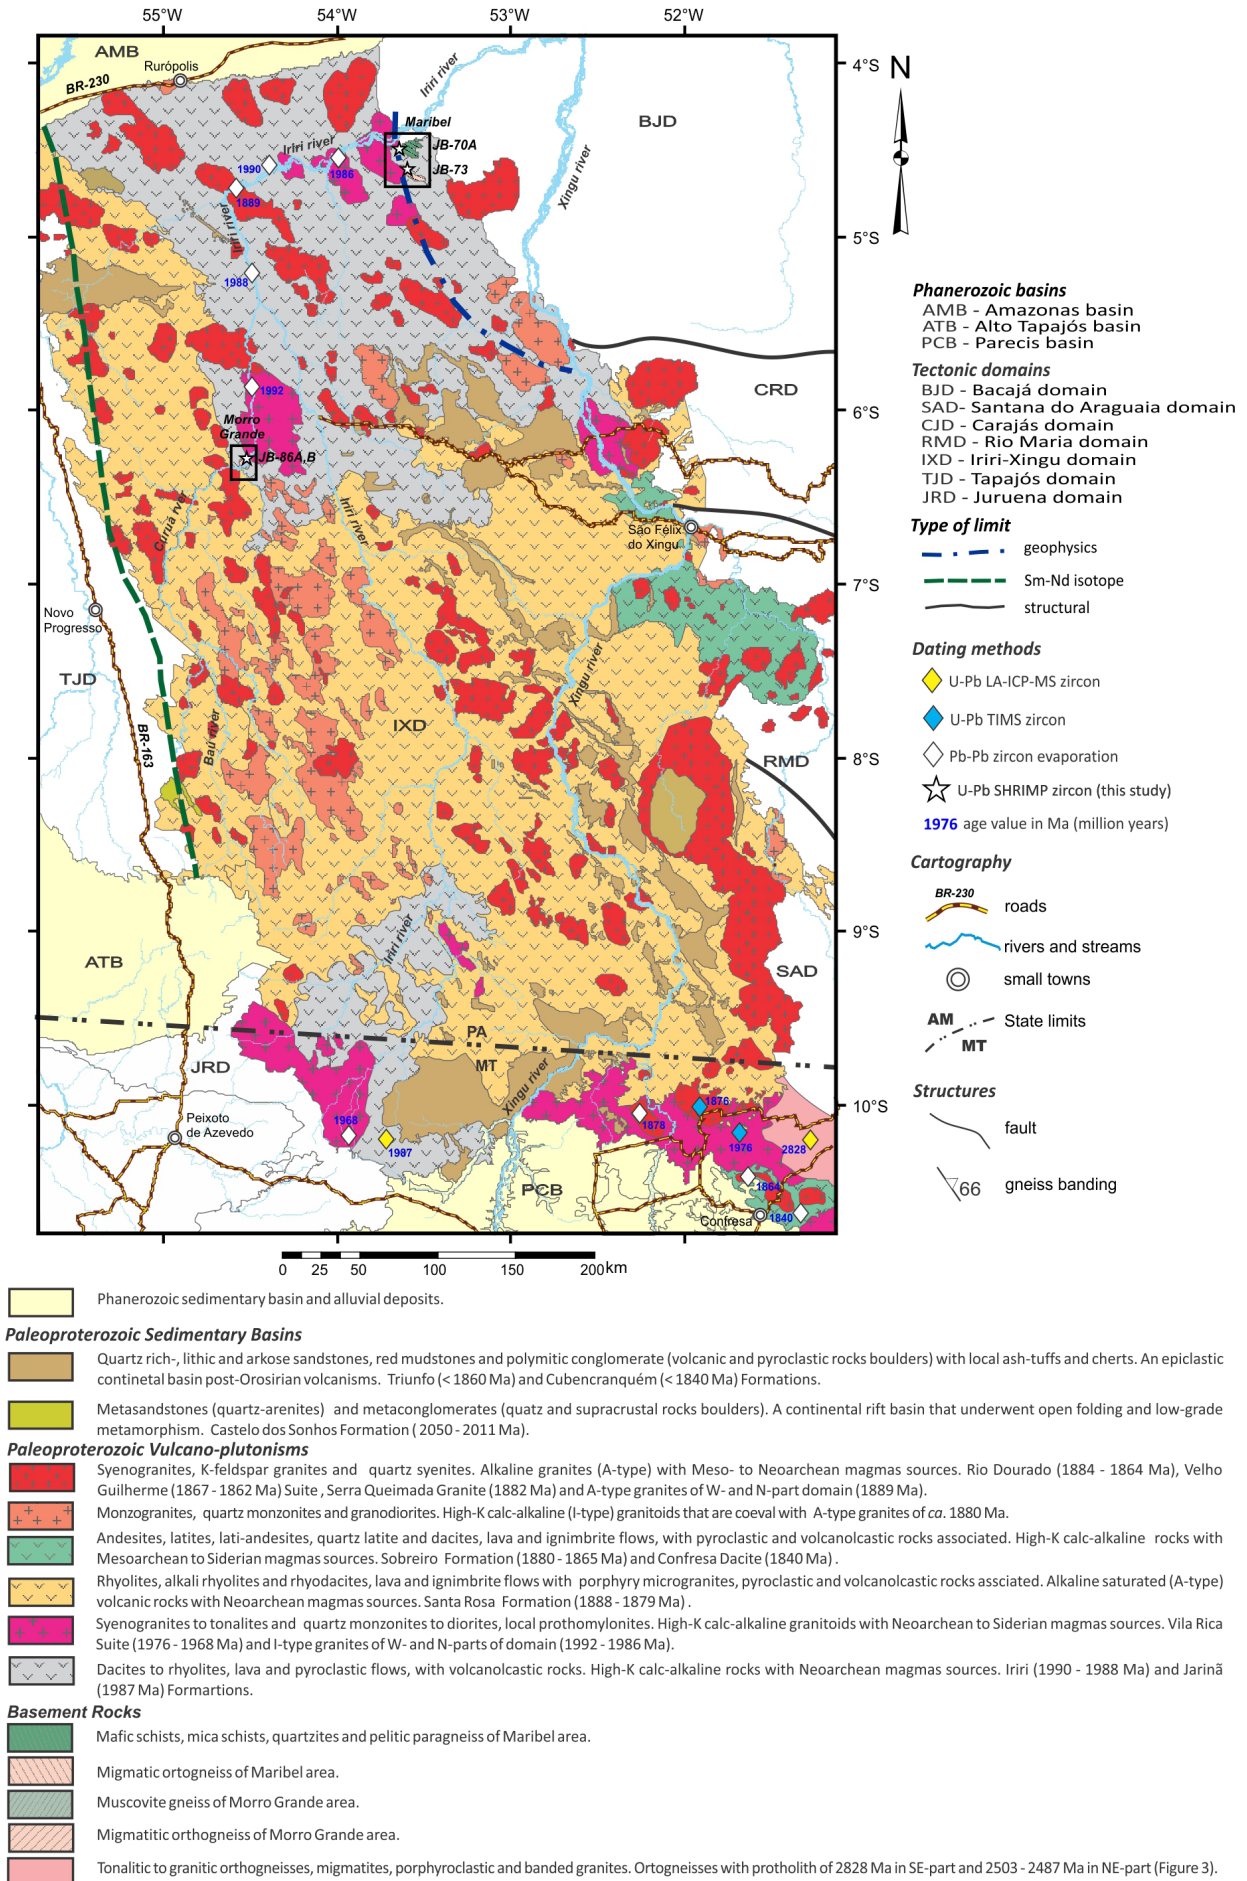 55°W
54°W
53°W
52°W
AMB
Rurópolis
BR-230
Iriri river
Maribel
JB-70A
JB-73
Iriri river
1990
1986
1889
Iriri river
1988
BJD
Xingu river
4°S
5°S
6°S
7°S
8°S
9°S
10°S
N
1992
Morro
Grande
JB-86A,B
CRD
Curuá river
Iriri river
São Félix
do Xingu
Novo
Progresso
TJD
BR-163
Baú river
IXD
Xingu river
RMD
ATB
Iriri river
SAD
PA
MT
JRD
Xingu river
Peixoto
de Azevedo
1968
1987
1878
1876
1976
2828
1864
1840
PCB
Confresa
0 25 50 100 150 200km
Phanerozoic basins
AMB - Amazonas basin
ATB - Alto Tapajós basin
PCB - Parecis basin
Tectonic domains
BJD - Bacajá domain
SAD- Santana do Araguaia domain
CJD - Carajás domain
RMD - Rio Maria domain
IXD - Iriri-Xingu domain
TJD - Tapajós domain
JRD - Juruena domain
Type of limit
geophysics
Sm-Nd isotope
structural
Dating methods
U-Pb LA-ICP-MS zircon
U-Pb TIMS zircon
Pb-Pb zircon evaporation
U-Pb SHRIMP zircon (this study)
1976 age value in Ma (million years)
Cartography
BR-230
roads
rivers and streams
small towns
AM
MT
State limits
Structures
fault
66
gneiss banding
Phanerozoic sedimentary basin and alluvial deposits.
Paleoproterozoic Sedimentary Basins
Quartz rich-, lithic and arkose sandstones, red mudstones and polymitic conglomerate (volcanic and pyroclastic rocks boulders) with local ash-tuffs and cherts. An epiclastic
continetal basin post-Orosirian volcanisms. Triunfo (< 1860 Ma) and Cubencranquém (< 1840 Ma) Formations.
Metasandstones (quartz-arenites) and metaconglomerates (quatz and supracrustal rocks boulders). A continental rift basin that underwent open folding and low-grade
metamorphism. Castelo dos Sonhos Formation ( 2050 - 2011 Ma).
Paleoproterozoic Vulcano-plutonisms
Syenogranites, K-feldspar granites and quartz syenites. Alkaline granites (A-type) with Meso- to Neoarchean magmas sources. Rio Dourado (1884 - 1864 Ma), Velho
Guilherme (1867 - 1862 Ma) Suite , Serra Queimada Granite (1882 Ma) and A-type granites of W- and N-part domain (1889 Ma).
Monzogranites, quartz monzonites and granodiorites. High-K calc-alkaline (I-type) granitoids that are coeval with A-type granites of ca. 1880 Ma.
Andesites, latites, lati-andesites, quartz latite and dacites, lava and ignimbrite flows, with pyroclastic and volcanolcastic rocks associated. High-K calc-alkaline rocks with
Mesoarchean to Siderian magmas sources. Sobreiro Formation (1880 - 1865 Ma) and Confresa Dacite (1840 Ma) .
Rhyolites, alkali rhyolites and rhyodacites, lava and ignimbrite flows with porphyry microgranites, pyroclastic and volcanolcastic rocks assciated. Alkaline saturated (A-type)
volcanic rocks with Neoarchean magmas sources. Santa Rosa Formation (1888 - 1879 Ma).
Syenogranites to tonalites and quartz monzonites to diorites, local prothomylonites. High-K calc-alkaline granitoids with Neoarchean to Siderian magmas sources. Vila Rica
Suite (1976 - 1968 Ma) and I-type granites of W- and N-parts of domain (1992 - 1986 Ma).
Dacites to rhyolites, lava and pyroclastic flows, with volcanolcastic rocks. High-K calc-alkaline rocks with Neoarchean magmas sources. Iriri (1990 - 1988 Ma) and Jarinã
(1987 Ma) Formartions.
Basement Rocks
Mafic schists, mica schists, quartzites and pelitic paragneiss of Maribel area.
Migmatic ortogneiss of Maribel area.
Muscovite gneiss of Morro Grande area.
Migmatitic orthogneiss of Morro Grande area.
Tonalitic to granitic orthogneisses, migmatites, porphyroclastic and banded granites. Ortogneisses with protholith of 2828 Ma in SE-part and 2503 - 2487 Ma in NE-part (Figure 3).